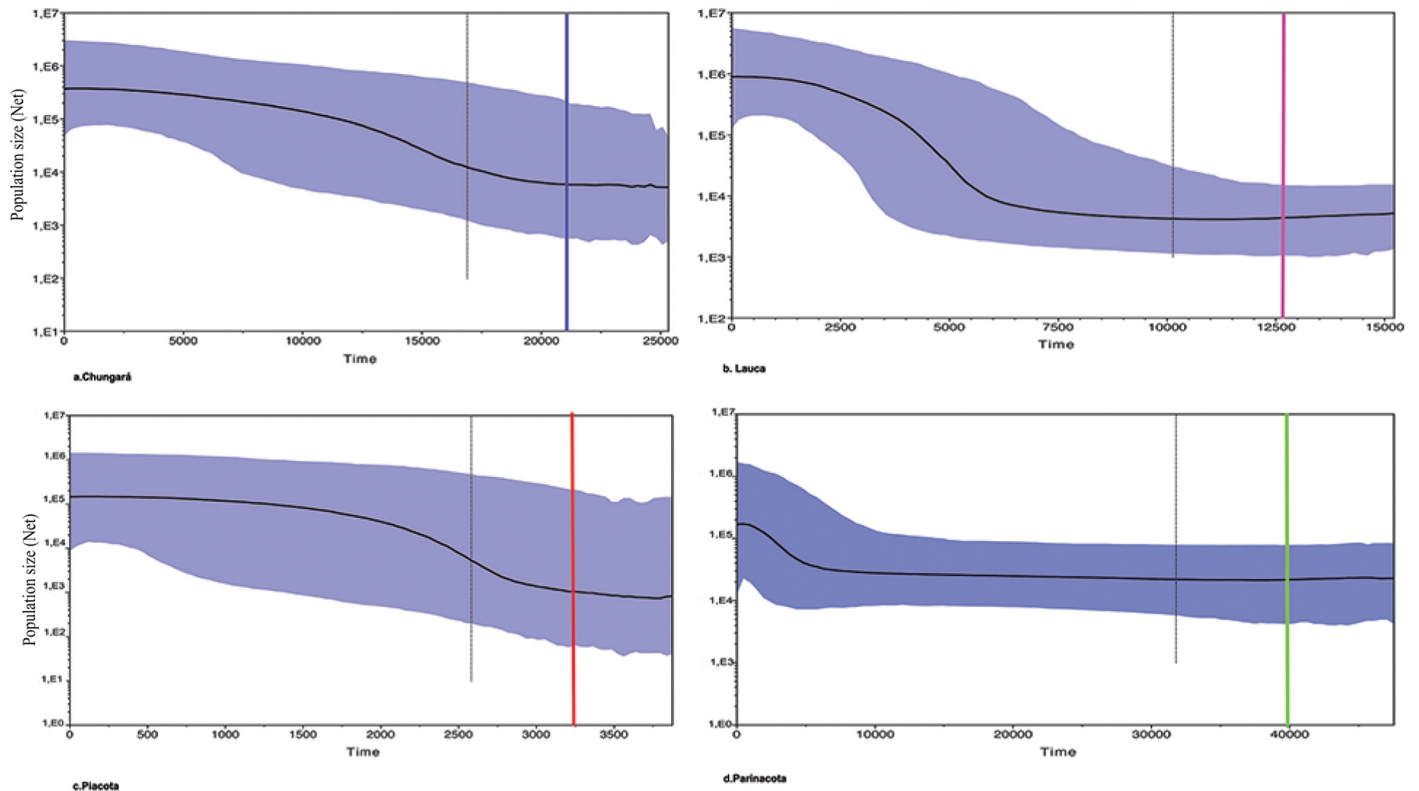 Population size (Net)
1,E7
1,E6
1,E5
1,E4
1,E3
1,E2
1,E1
0 5000 10000 15000 20000 25000
Time
a.Chungará
1,E7
1,E6
1,E5
1,E4
1,E3
1,E2
0 2500 5000 7500 10000 12500 15000
Time
b. Lauca
Population size (Net)
1,E7
1,E6
1,E5
1,E4
1,E3
1,E2
1,E1
1,E0
0 500 1000 1500 2000 2500 3000 3500
Time
c.Piacota
1,E7
1,E6
1,E5
1,E4
1,E3
1,E0
0 10000 20000 30000 40000
Time
d.Parinacota